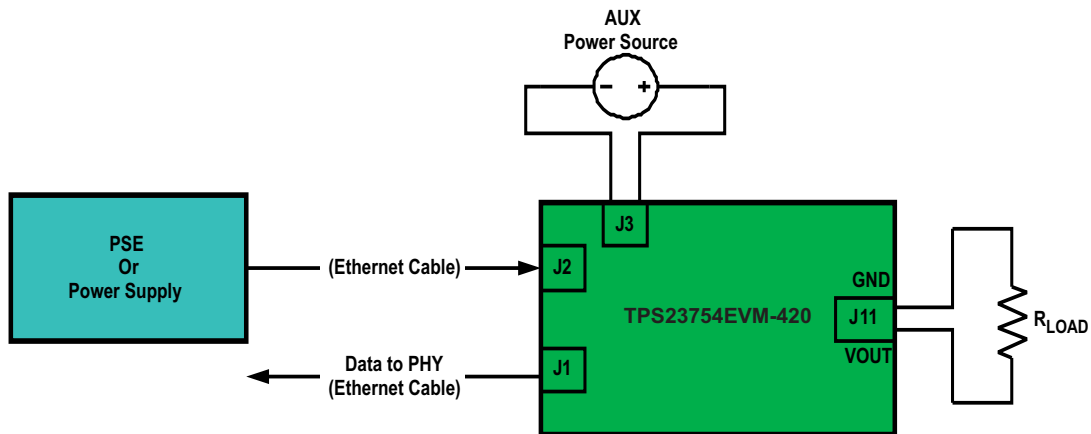 AUX
Power Source
- +
PSE
Or
Power Supply
(Ethernet Cable)
J3
J2
GND
TPS23754EVM-420
J11
RLOAD
VOUT
Data to PHY
(Ethernet Cable)
J1